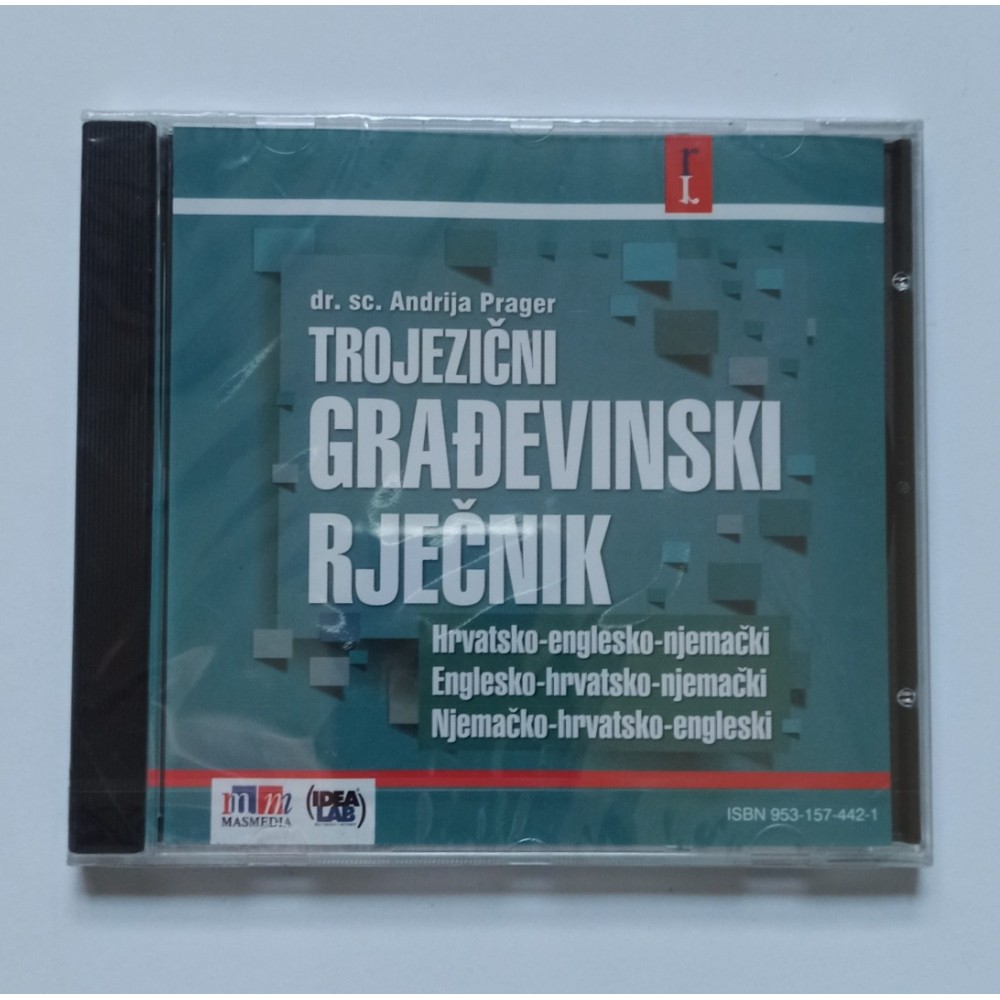 r
L
dr. sc. Andrija Prager
TROJEZIČNI
GRAĐEVINSKI
RJEČNIK
Hrvatsko-englesko-njemački
Englesko-hrvatsko-njemački
Njemačko-hrvatsko-engleski
mm
MASMEDIA
IDEA
LAB
ISBN 953-157-442-1